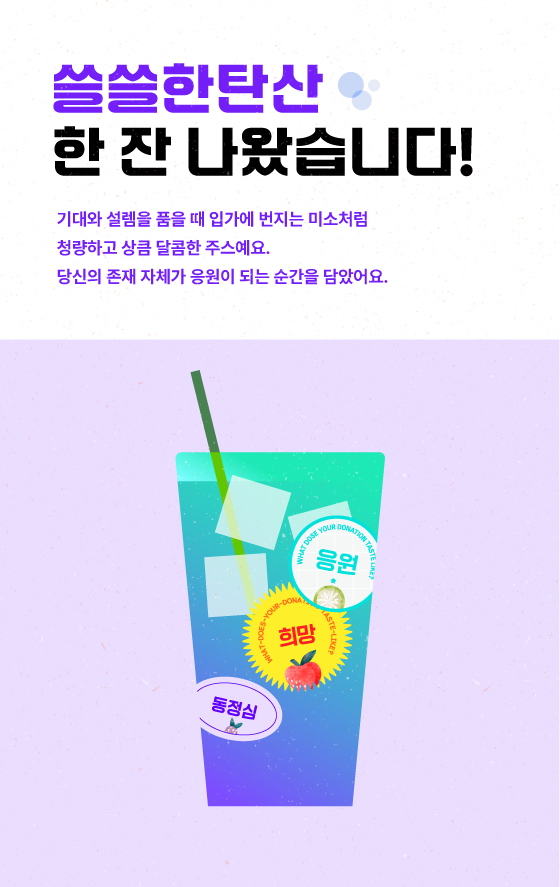 쓸쓸한탄산
한 잔 나왔습니다!
기대와 설렘을 품을 때 입가에 번지는 미소처럼
청량하고 상큼 달콤한 주스예요.
당신의 존재 자체가 응원이 되는 순간을 담았어요.
WHAT DOSE YOUR DONATION TASTE LIKE?
응원
WHAT-DOES-YOUR-DONAT TASTE-LIKE?
희망
동정심